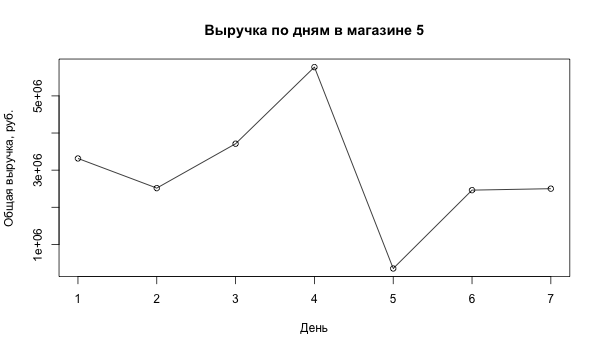 Выручка по дням в магазине 5
Общая выручка, руб.
5e+06
3e+06
1e+06
1 2 3 4 5 6 7
День